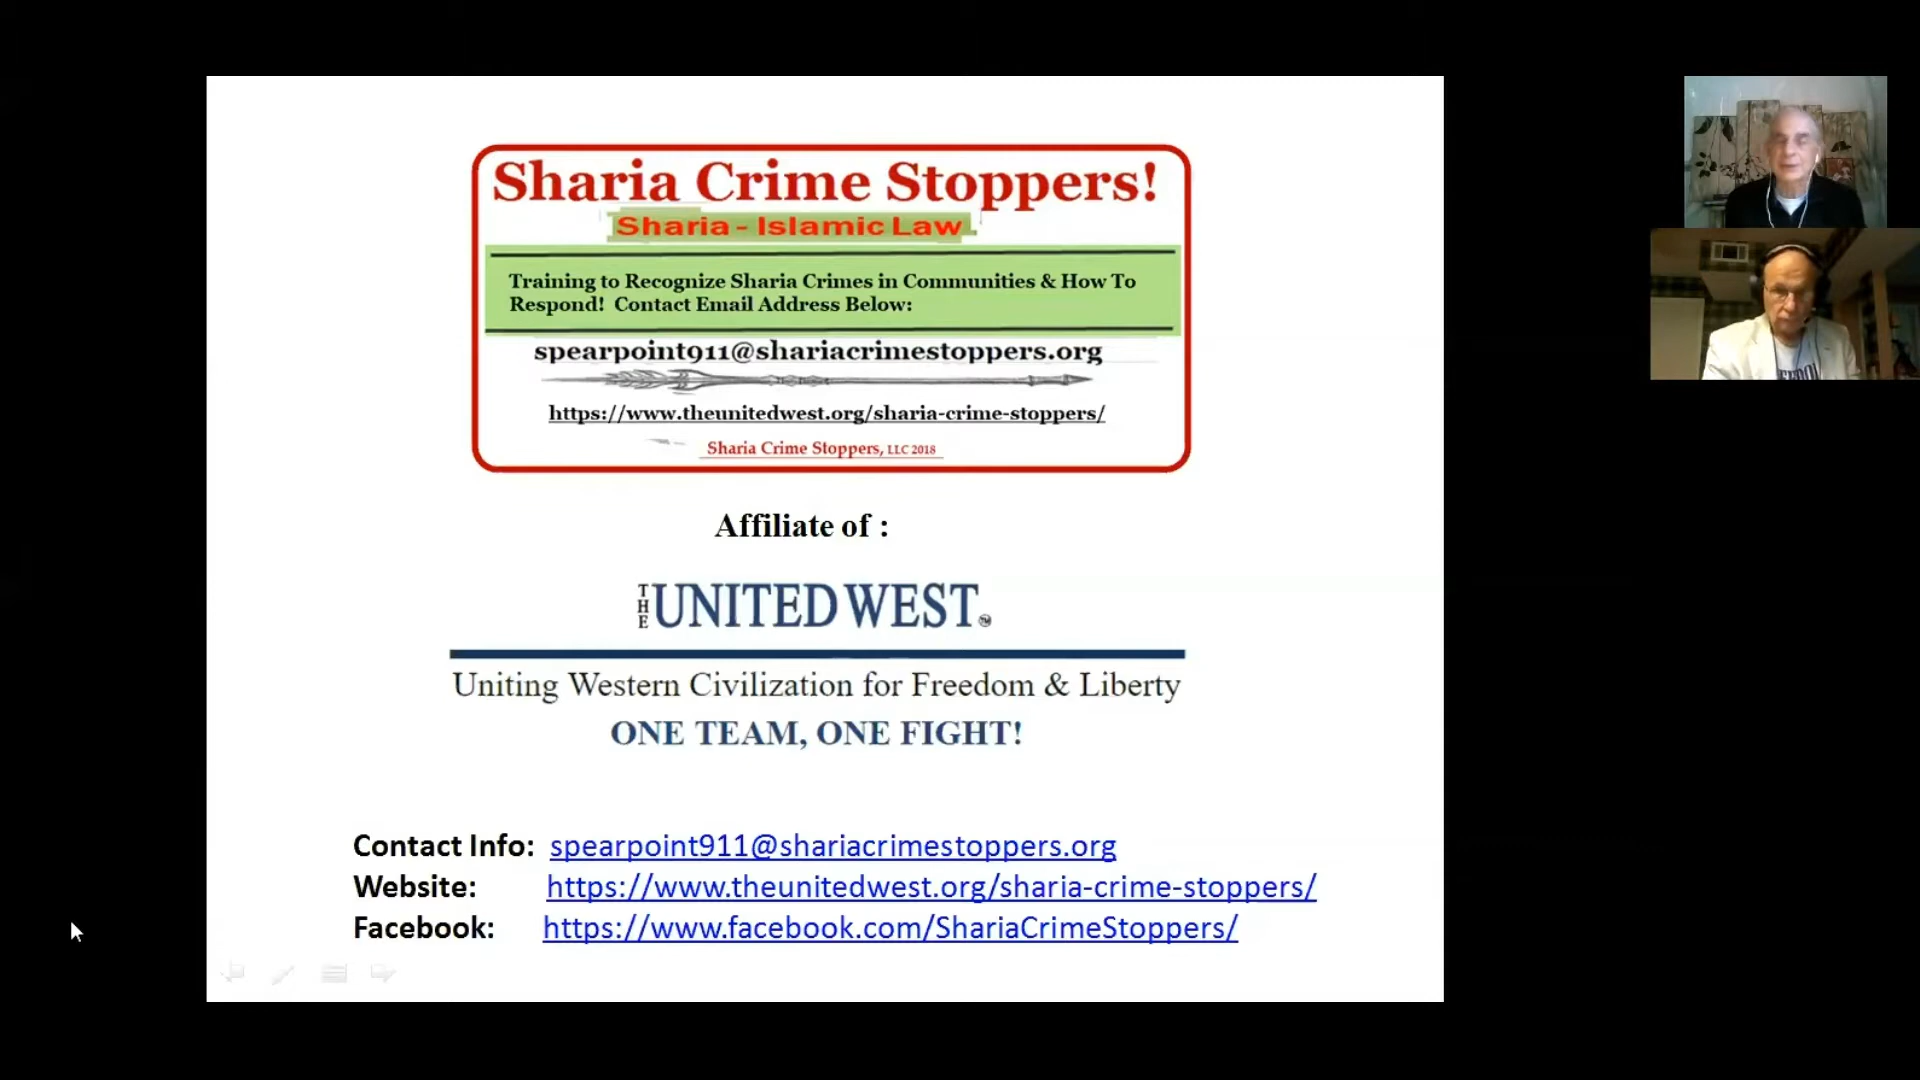 Sharia Crime Stoppers!
Sharia - Islamic Law
Training to Recognize Sharia Crimes in Communities & How To
Respond! Contact Email Address Below:
spearpoint911@shariacrimestoppers.org
https://www.theunitedwest.org/sharia-crime-stoppers/
Sharia Crime Stoppers, LLC 2018
Affiliate of :
THE UNITED WEST TM
Uniting Western Civilization for Freedom & Liberty
ONE TEAM, ONE FIGHT!
Contact Info: spearpoint911@shariacrimestoppers.org
Website: https://www.theunitedwest.org/sharia-crime-stoppers/
Facebook: https://www.facebook.com/ShariaCrimeStoppers/